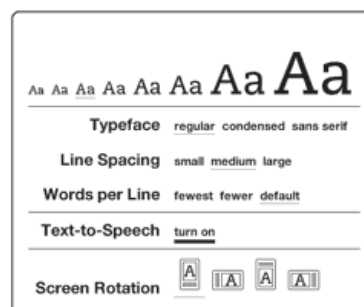 Aa Aa Aa Aa Aa Aa Aa Aa
Typeface regular condensed sans serif
Line Spacing small medium large
Words per Line fewest fewer default
Text-to-Speech turn on
Screen Rotation A A A A